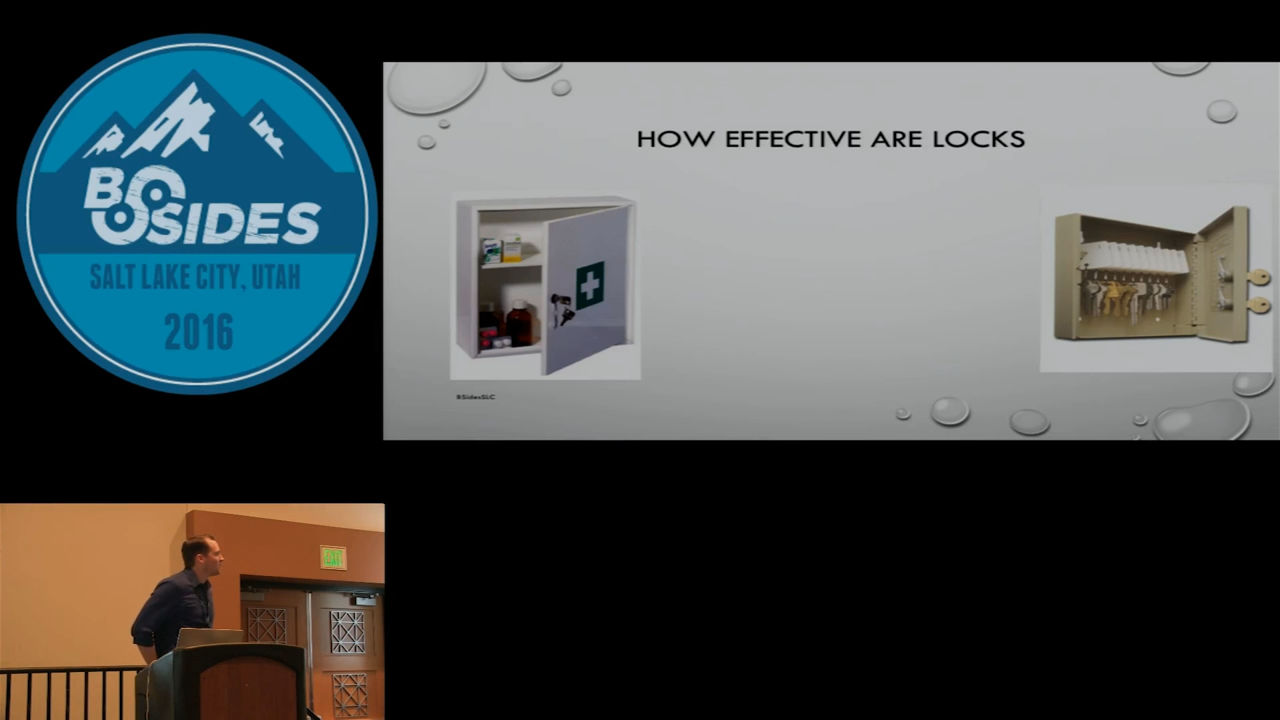 BSIDES
SALT LAKE CITY, UTAH
2016
HOW EFFECTIVE ARE LOCKS
BSidesSLC
EXIT